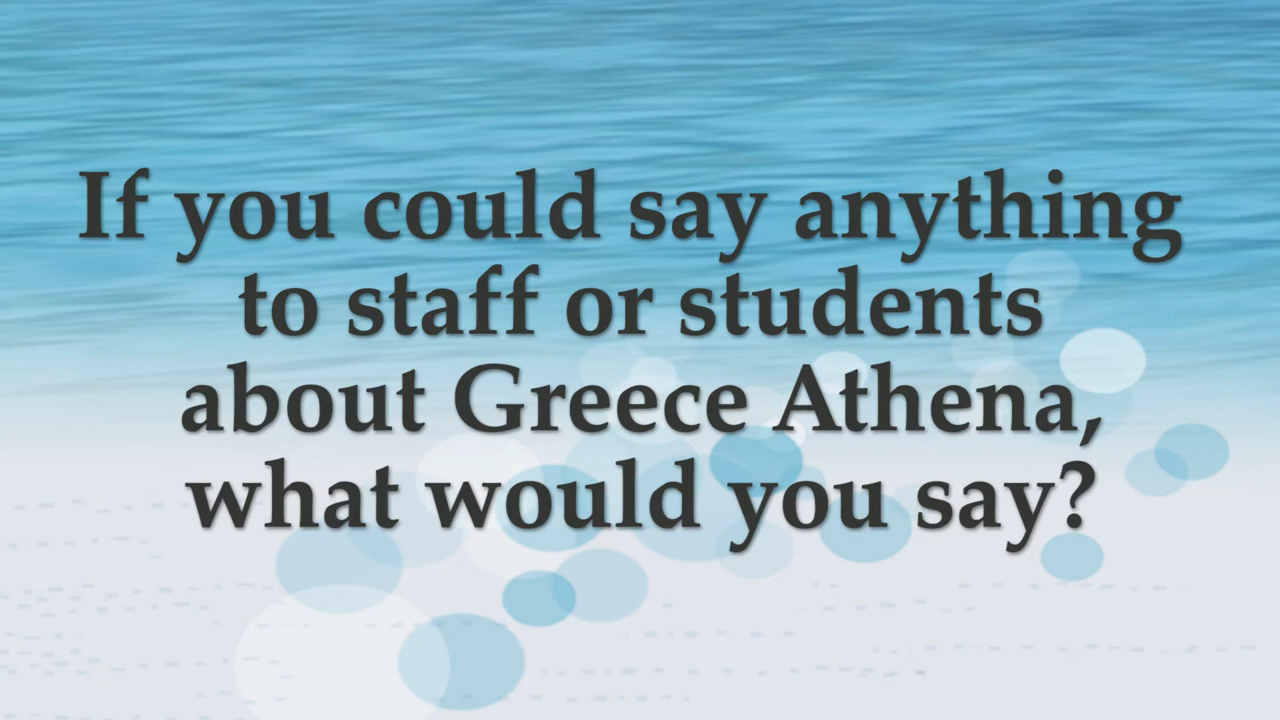 If you could say anything
to staff or students
about Greece Athena,
what would you say?